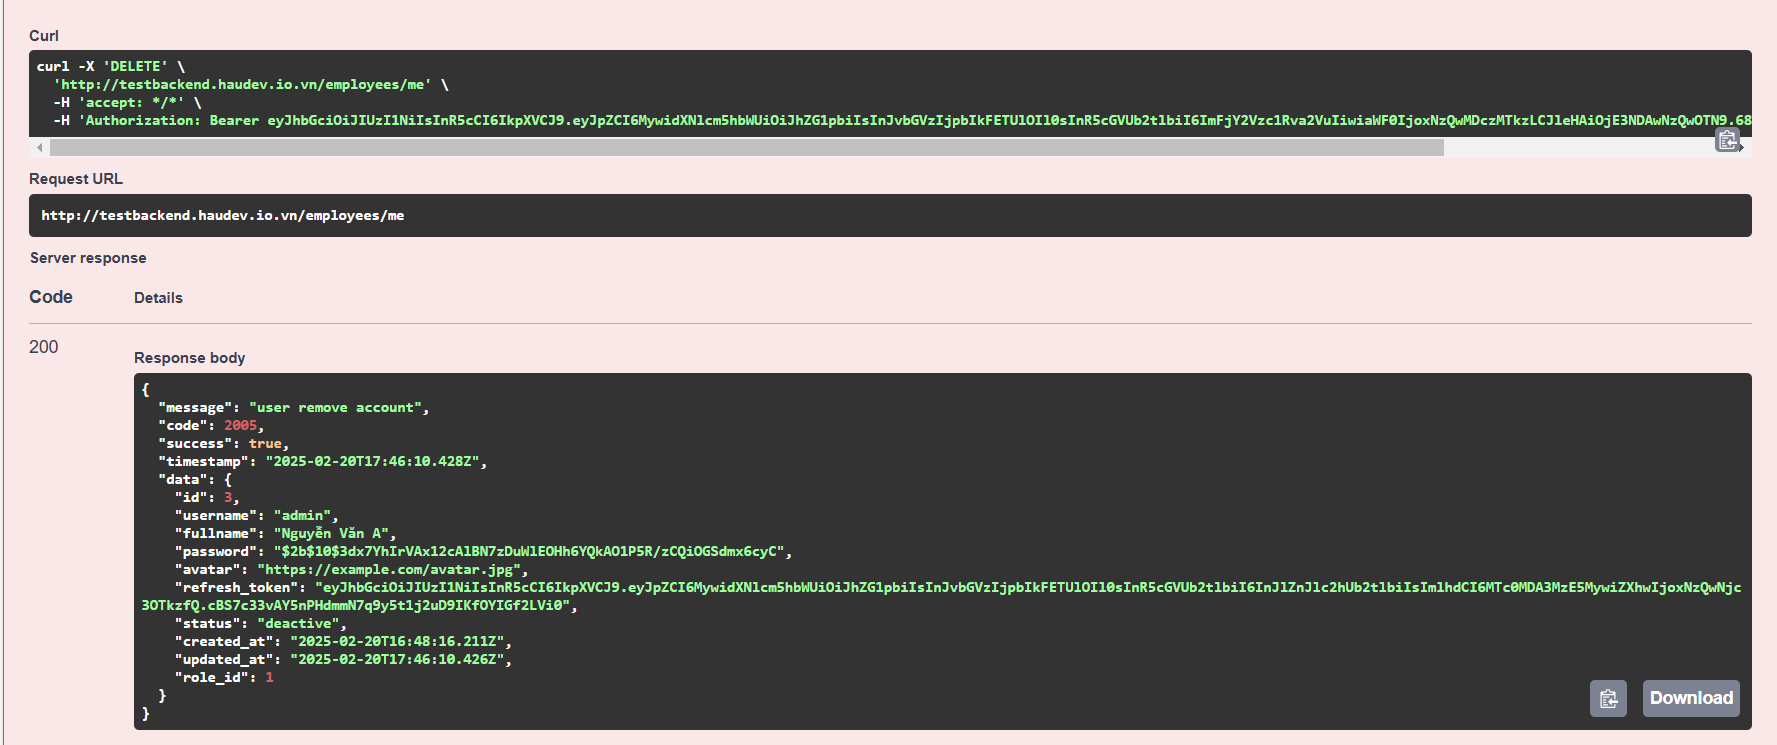 Curl
curl -X 'DELETE' \
'http://testbackend.haudev.io.vn/employees/me' \
-H 'accept: */*' \
-H 'Authorization: Bearer eyJhbGciOiJIUzI1NiIsInR5cCI6IkpXVCJ9.eyJpZCI6MywidXNlcm5hbWUiOiJhZG1pbiIsInJvbGVzIjpbIkFETUlOIl0sInR5cGVUb2tlbiI6ImFjY2Vzc1Rva2VuIiwiaWF0IjoxNzQwMDczMTkzLCJleHAiOjE3NDAwNzQwOTN9.68
Request URL
http://testbackend.haudev.io.vn/employees/me
Server response
Code Details
200
Response body
{
"message": "user remove account",
"code": 2005,
"success": true,
"timestamp": "2025-02-20T17:46:10.428Z",
"data": {
"id": 3,
"username": "admin",
"fullname": "Nguyễn Văn A",
"password": "$2b$10$3dx7YhIrVAx12cAlBN7zDuWlEOHh6YQkAO1P5R/zCQiOGSdmx6cyC",
"avatar": "https://example.com/avatar.jpg",
"refresh_token": "eyJhbGciOiJIUzI1NiIsInR5cCI6IkpXVCJ9.eyJpZCI6MywidXNlcm5hbWUiOiJhZG1pbiIsInJvbGVzIjpbIkFETUlOIl0sInR5cGVUb2tlbiI6InJlZnJlc2hUb2tlbiIsImlhdCI6MTc0MDA3MzE5MywiZXhwIjoxNzQwNjc
3OTkzfQ.cBS7c33vAY5nPHdmmN7q9y5t1j2uD9IKfOYIGf2LVi0",
"status": "deactive",
"created_at": "2025-02-20T16:48:16.211Z",
"updated_at": "2025-02-20T17:46:10.426Z",
"role_id": 1
}
}
Download